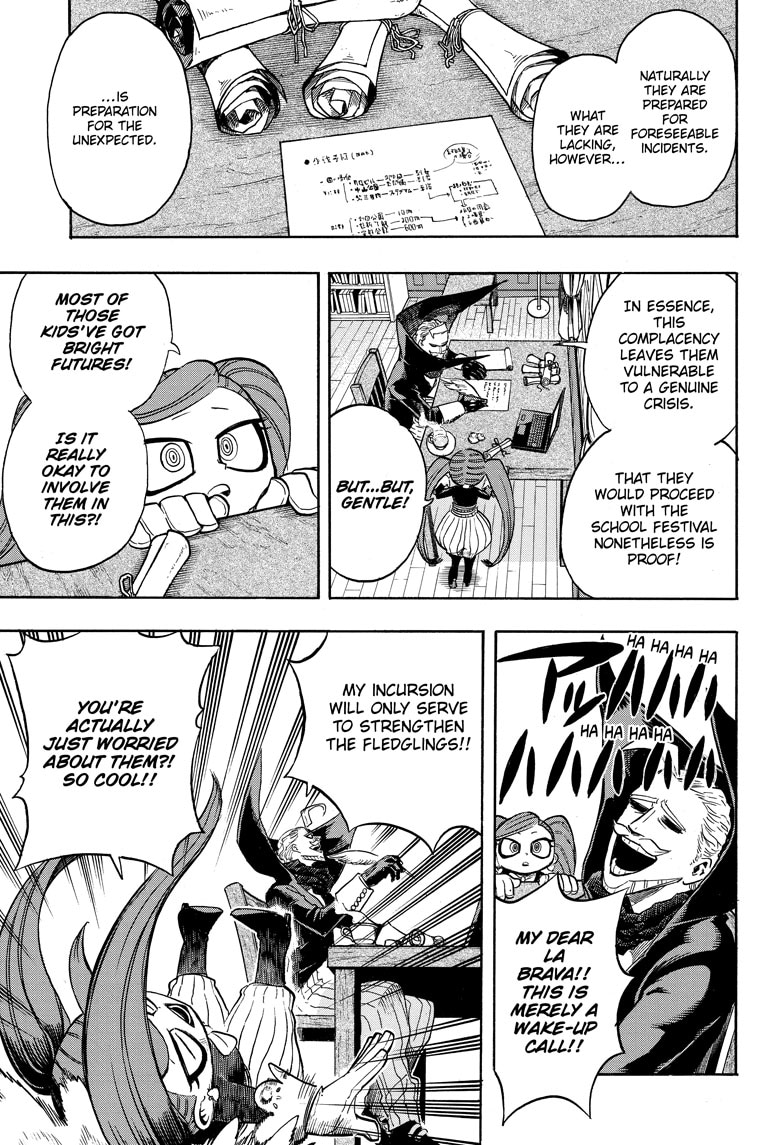 NATURALLY
THEY ARE
PREPARED
FOR
FORESEEABLE
INCIDENTS.
WHAT
THEY ARE
LACKING,
HOWEVER...
...IS
PREPARATION
FOR THE
UNEXPECTED.
IN ESSENCE,
THIS
COMPLACENCY
LEAVES THEM
VULNERABLE
TO A GENUINE
CRISIS.
THAT THEY
WOULD PROCEED
WITH THE
SCHOOL FESTIVAL
NONETHELESS IS
PROOF!
BUT...BUT,
GENTLE!
MOST OF
THOSE
KIDS'VE GOT
BRIGHT
FUTURES!
IS IT
REALLY
OKAY TO
INVOLVE
THEM IN
THIS?!
HA HA HA HA
HA HA HA HA
MY DEAR
LA
BRAVA!!
THIS IS
MERELY A
WAKE-UP
CALL!!
MY INCURSION
WILL ONLY SERVE
TO STRENGTHEN
THE FLEDGLINGS!!
YOU'RE
ACTUALLY
JUST WORRIED
ABOUT THEM?!
SO COOL!!